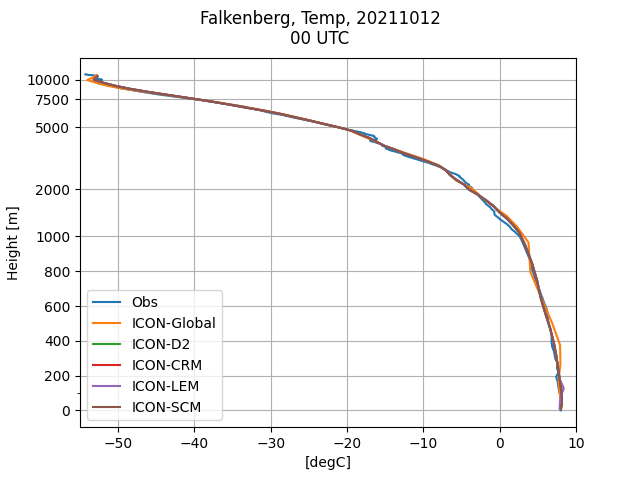 Falkenberg, Temp, 20211012
00 UTC
10000
7500
5000
2000
1000
800
600
400
200
0
Height [m]
Obs
ICON-Global
ICON-D2
ICON-CRM
ICON-LEM
ICON-SCM
−50 −40 −30 −20 −10 0 10
[degC]